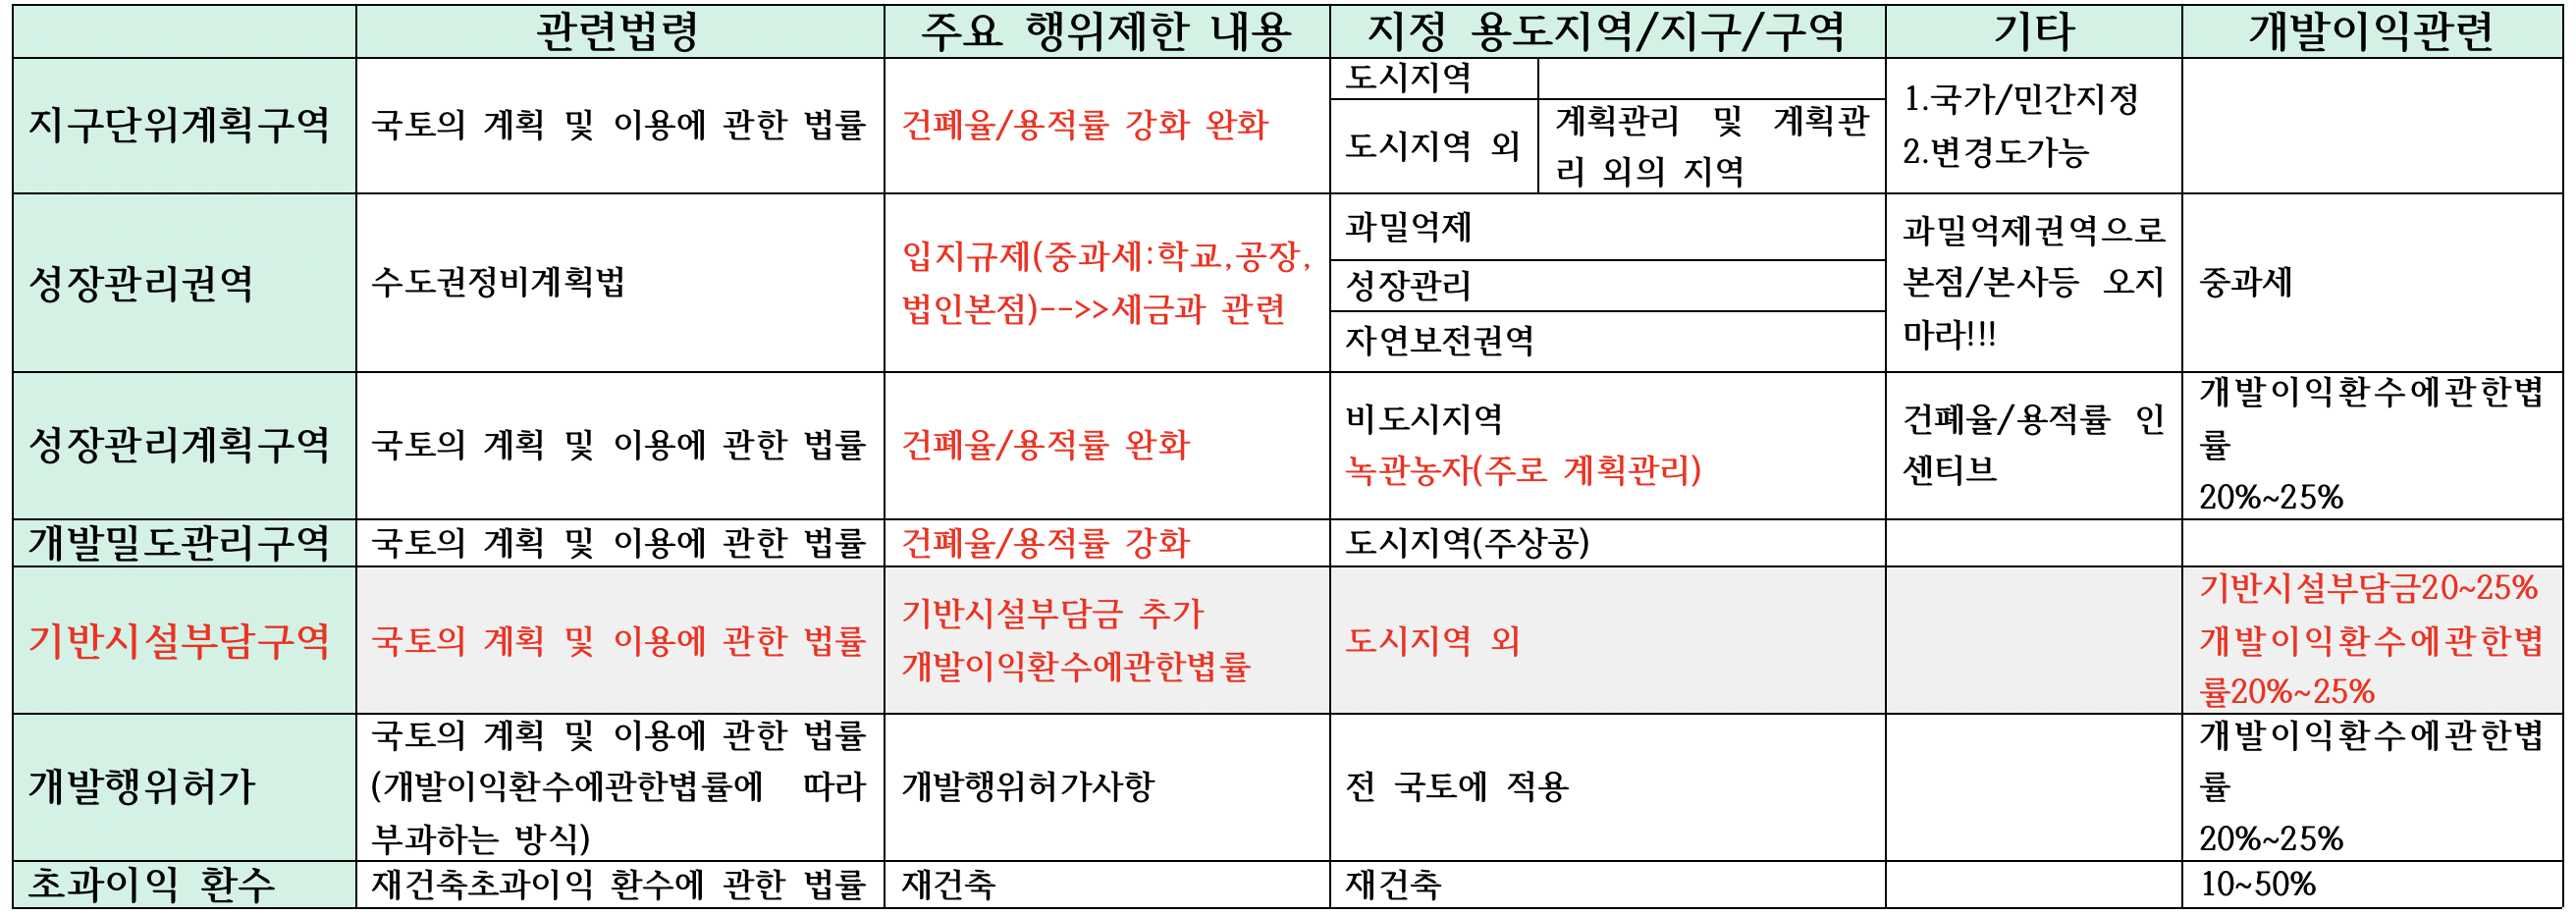 관련법령 주요 행위제한 내용 지정 용도지역/지구/구역 기타 개발이익관련
지구단위계획구역
국토의 계획 및 이용에 관한 법률
건폐율/용적률 강화 완화
도시지역
도시지역 외
계획관리 및 계획관
리 외의 지역
1.국가/민간지정
2.변경도가능
성장관리권역
수도권정비계획법
입지규제(중과세:학교,공장,
법인본점)-->>세금과 관련
과밀억제
성장관리
자연보전권역
과밀억제권역으로
본점/본사등 오지
마라!!!
중과세
성장관리계획구역
국토의 계획 및 이용에 관한 법률
건폐율/용적률 완화
비도시지역
녹관농자(주로 계획관리)
건폐율/용적률 인
센티브
개발이익환수에관한볍
률
20%~25%
개발밀도관리구역
국토의 계획 및 이용에 관한 법률
건폐율/용적률 강화
도시지역(주상공)
기반시설부담구역
국토의 계획 및 이용에 관한 법률
기반시설부담금 추가
개발이익환수에관한볍률
도시지역 외
기반시설부담금20~25%
개발이익환수에관한볍
률20%~25%
개발행위허가
국토의 계획 및 이용에 관한 법률
(개발이익환수에관한볍률에 따라
부과하는 방식)
개발행위허가사항
전 국토에 적용
개발이익환수에관한볍
률
20%~25%
초과이익 환수
재건축초과이익 환수에 관한 법률
재건축
재건축
10~50%